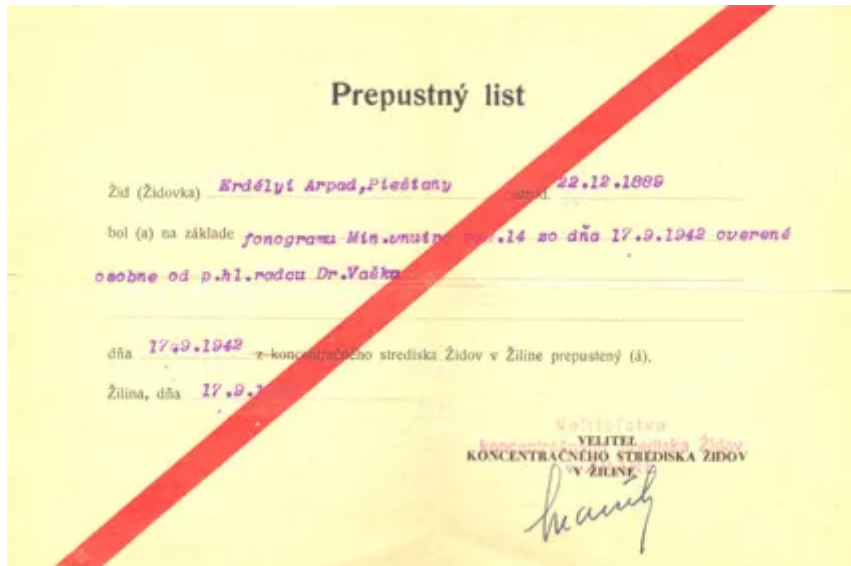 Prepustný list
Žid (Židovka) Erdélyi Arpad,Piešťany 22.12.1889
bol (a) na základe fonogramu Min.vnutra .14 zo dňa 17.9.1942 overené
osobne od p.hl.radcu Dr.Vašku
dňa 17.9.1942 z koncentračného strediska Židov v Žiline prepustený (á).
Žilina, dňa 17.9.
Veliteľstvo
koncentračného strediska Židov
VELITEĽ
KONCENTRAČNÉHO STREDISKA ŽIDOV
V ŽILINE